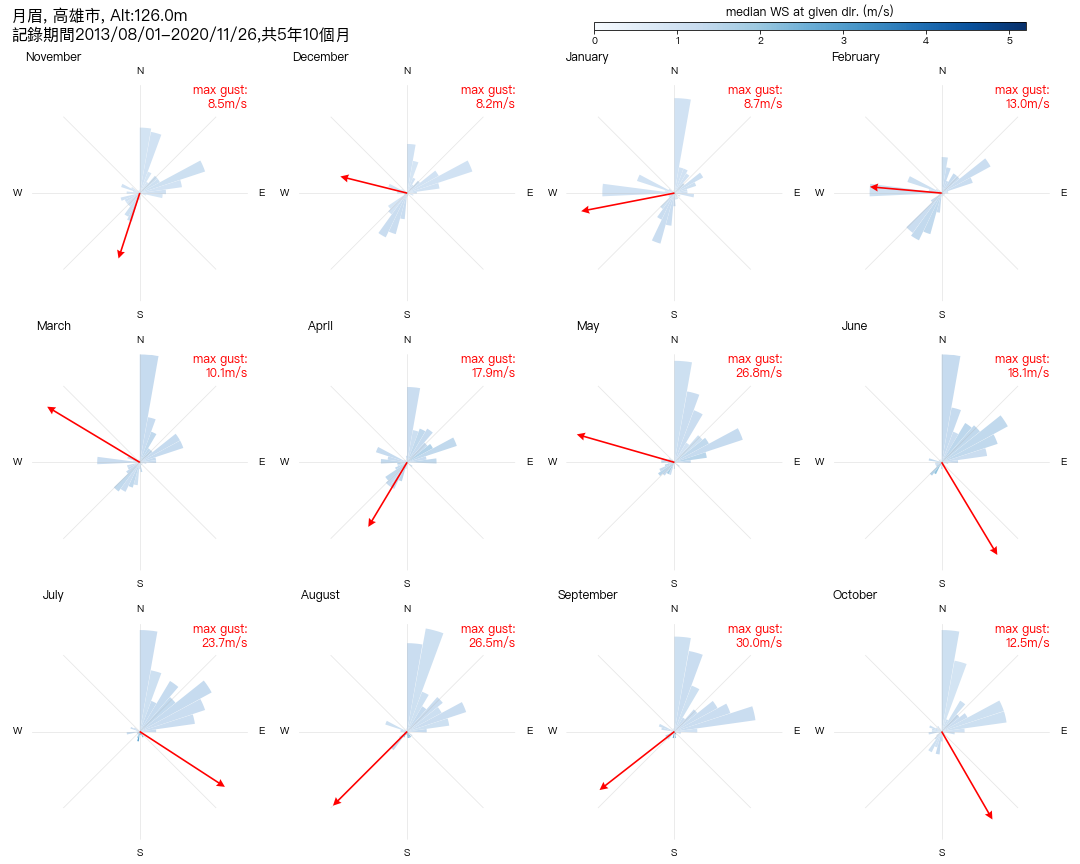 月眉, 高雄市, Alt:126.0m
記錄期間2013/08/01–2020/11/26,共5年10個月
median WS at given dir. (m/s)
0 1 2 3 4 5
November
N
max gust:
8.5m/s
W
E
S
December
N
max gust:
8.2m/s
W
E
S
January
N
max gust:
8.7m/s
W
E
S
February
N
max gust:
13.0m/s
W
E
S
March
N
max gust:
10.1m/s
W
E
S
April
N
max gust:
17.9m/s
W
E
S
May
N
max gust:
26.8m/s
W
E
S
June
N
max gust:
18.1m/s
W
E
S
July
N
max gust:
23.7m/s
W
E
S
August
N
max gust:
26.5m/s
W
E
S
September
N
max gust:
30.0m/s
W
E
S
October
N
max gust:
12.5m/s
W
E
S